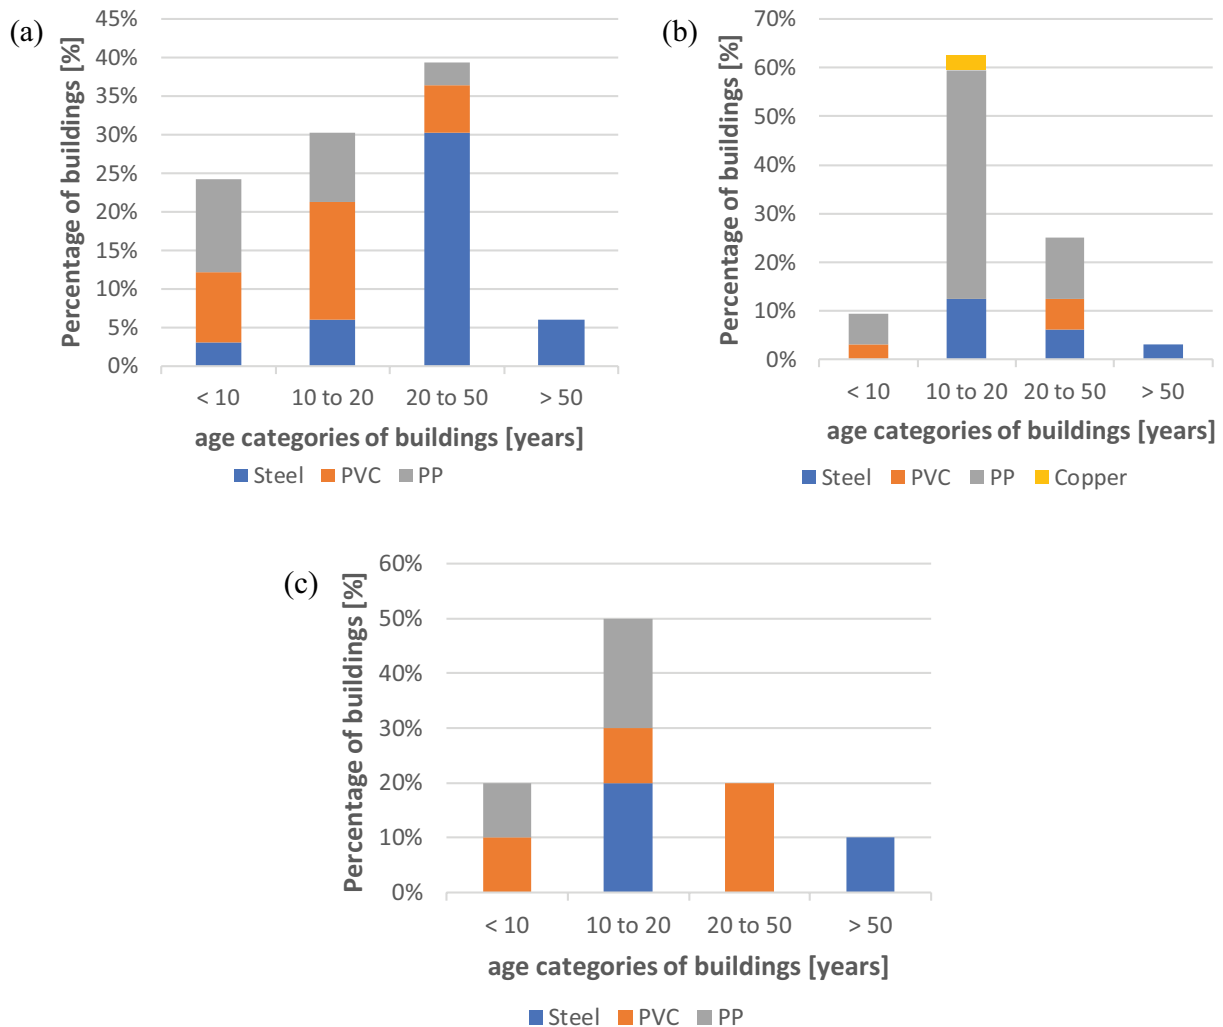 (a)
Percentage of buildings [%]
45%
40%
35%
30%
25%
20%
15%
10%
5%
0%
< 10
10 to 20
20 to 50
> 50
age categories of buildings [years]
Steel
PVC
PP
(b)
Percentage of buildings [%]
70%
60%
50%
40%
30%
20%
10%
0%
< 10
10 to 20
20 to 50
> 50
age categories of buildings [years]
Steel
PVC
PP
Copper
(c)
Percentage of buildings [%]
60%
50%
40%
30%
20%
10%
0%
< 10
10 to 20
20 to 50
> 50
age categories of buildings [years]
Steel
PVC
PP